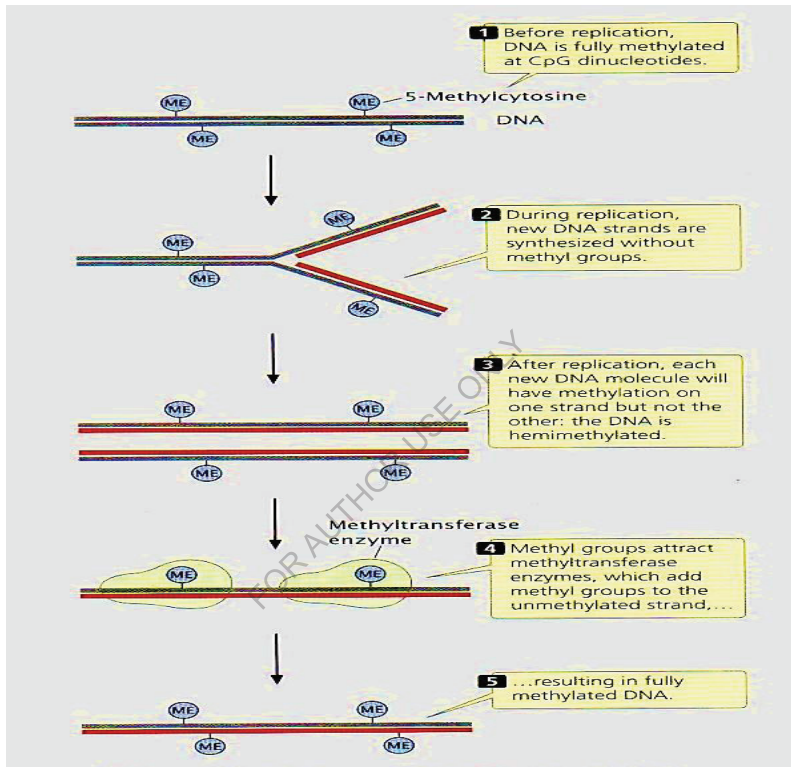 1 Before replication,
DNA is fully methylated
at CpG dinucleotides.
ME
ME
5-Methylcytosine
DNA
ME
ME
ME
2 During replication,
new DNA strands are
synthesized without
methyl groups.
ME
ME
ME
3 After replication, each
new DNA molecule will
have methylation on
one strand but not the
other: the DNA is
hemimethylated.
ME
ME
ME
ME
FOR AUTHOR USE ONLY
Methyltransferase
enzyme
4 Methyl groups attract
methyltransferase
enzymes, which add
methyl groups to the
unmethylated strand,...
ME
ME
5 ...resulting in fully
methylated DNA.
ME
ME
ME
ME